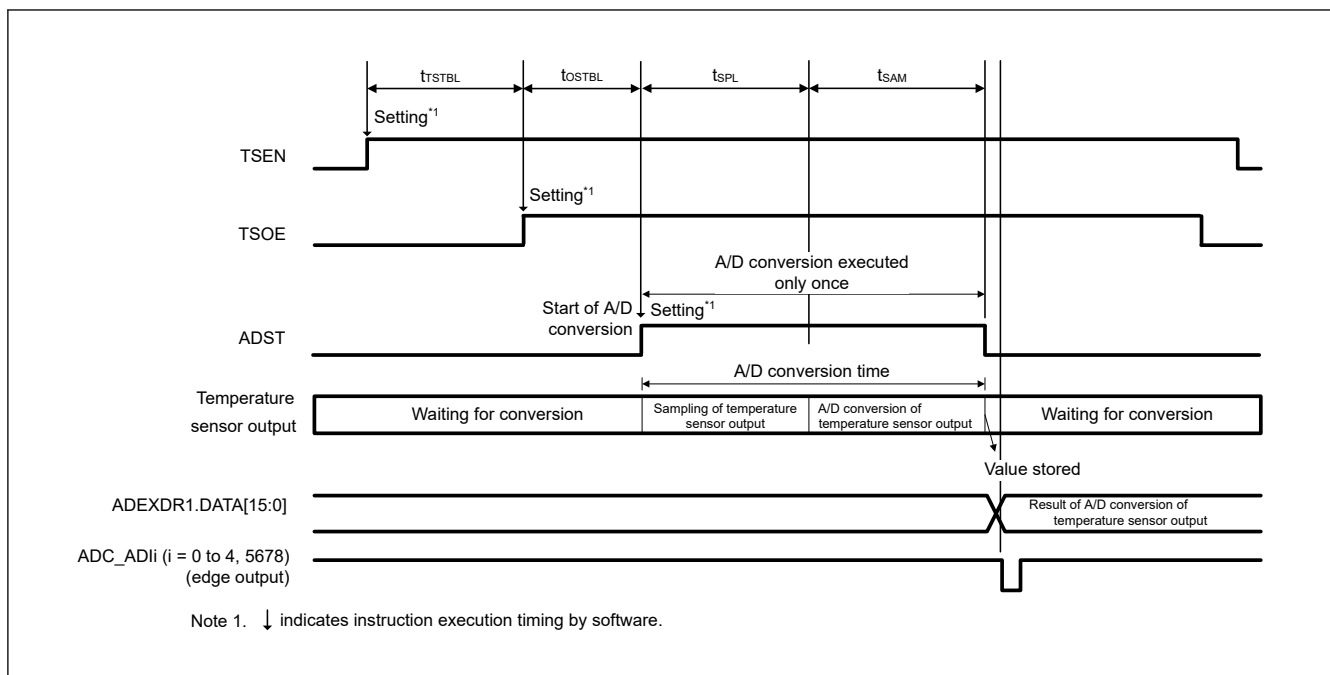 tTSTBL
tOSTBL
tSPL
tSAM
Setting*1
TSEN
Setting*1
TSOE
A/D conversion executed
only once
Start of A/D
conversion
Setting*1
ADST
A/D conversion time
Temperature
sensor output
Waiting for conversion
Sampling of temperature
sensor output
A/D conversion of
temperature sensor output
Waiting for conversion
Value stored
ADEXDR1.DATA[15:0]
Result of A/D conversion of
temperature sensor output
ADC_ADIi (i = 0 to 4, 5678)
(edge output)
Note 1. ↓ indicates instruction execution timing by software.